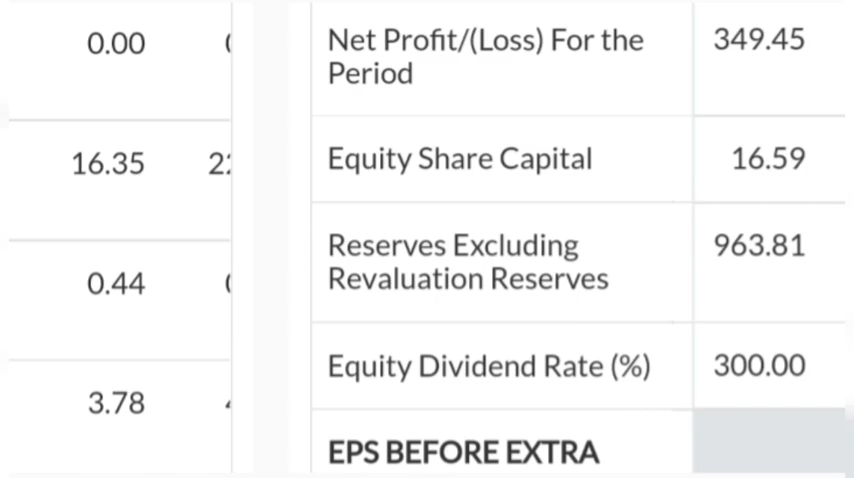 0.00
16.35
0.44
3.78
Net Profit/(Loss) For the 349.45
Period
Equity Share Capital 16.59
Reserves Excluding 963.81
Revaluation Reserves
Equity Dividend Rate (%) 300.00
EPS BEFORE EXTRA